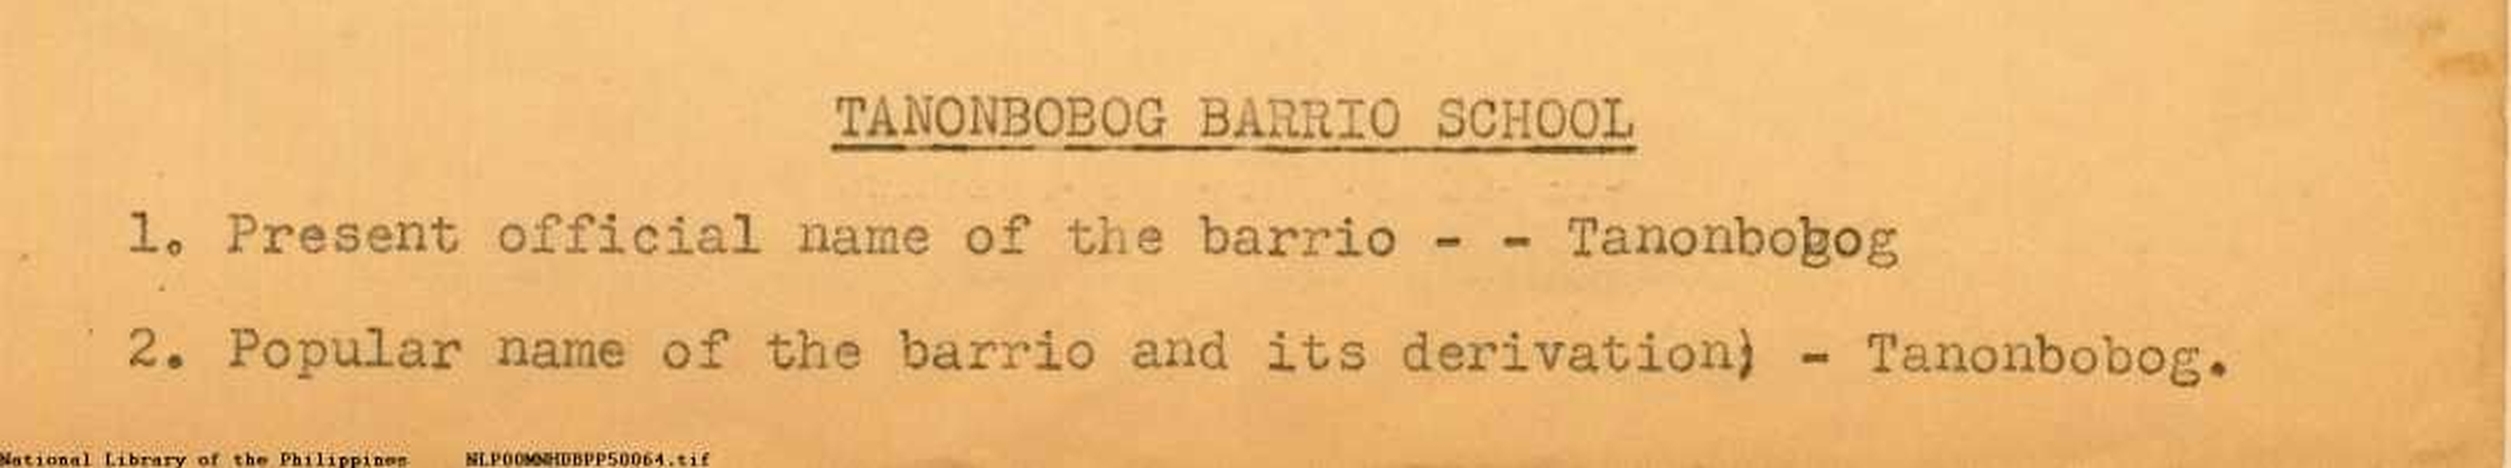 TANONBOBOG BARRIO SCHOOL
1. Present official name of the barrio - - Tanonbobog
2. Popular name of the barrio and its derivation) - Tanonbobog.
National Library of the Philippines NLPOOMNHDBPP50064.tif